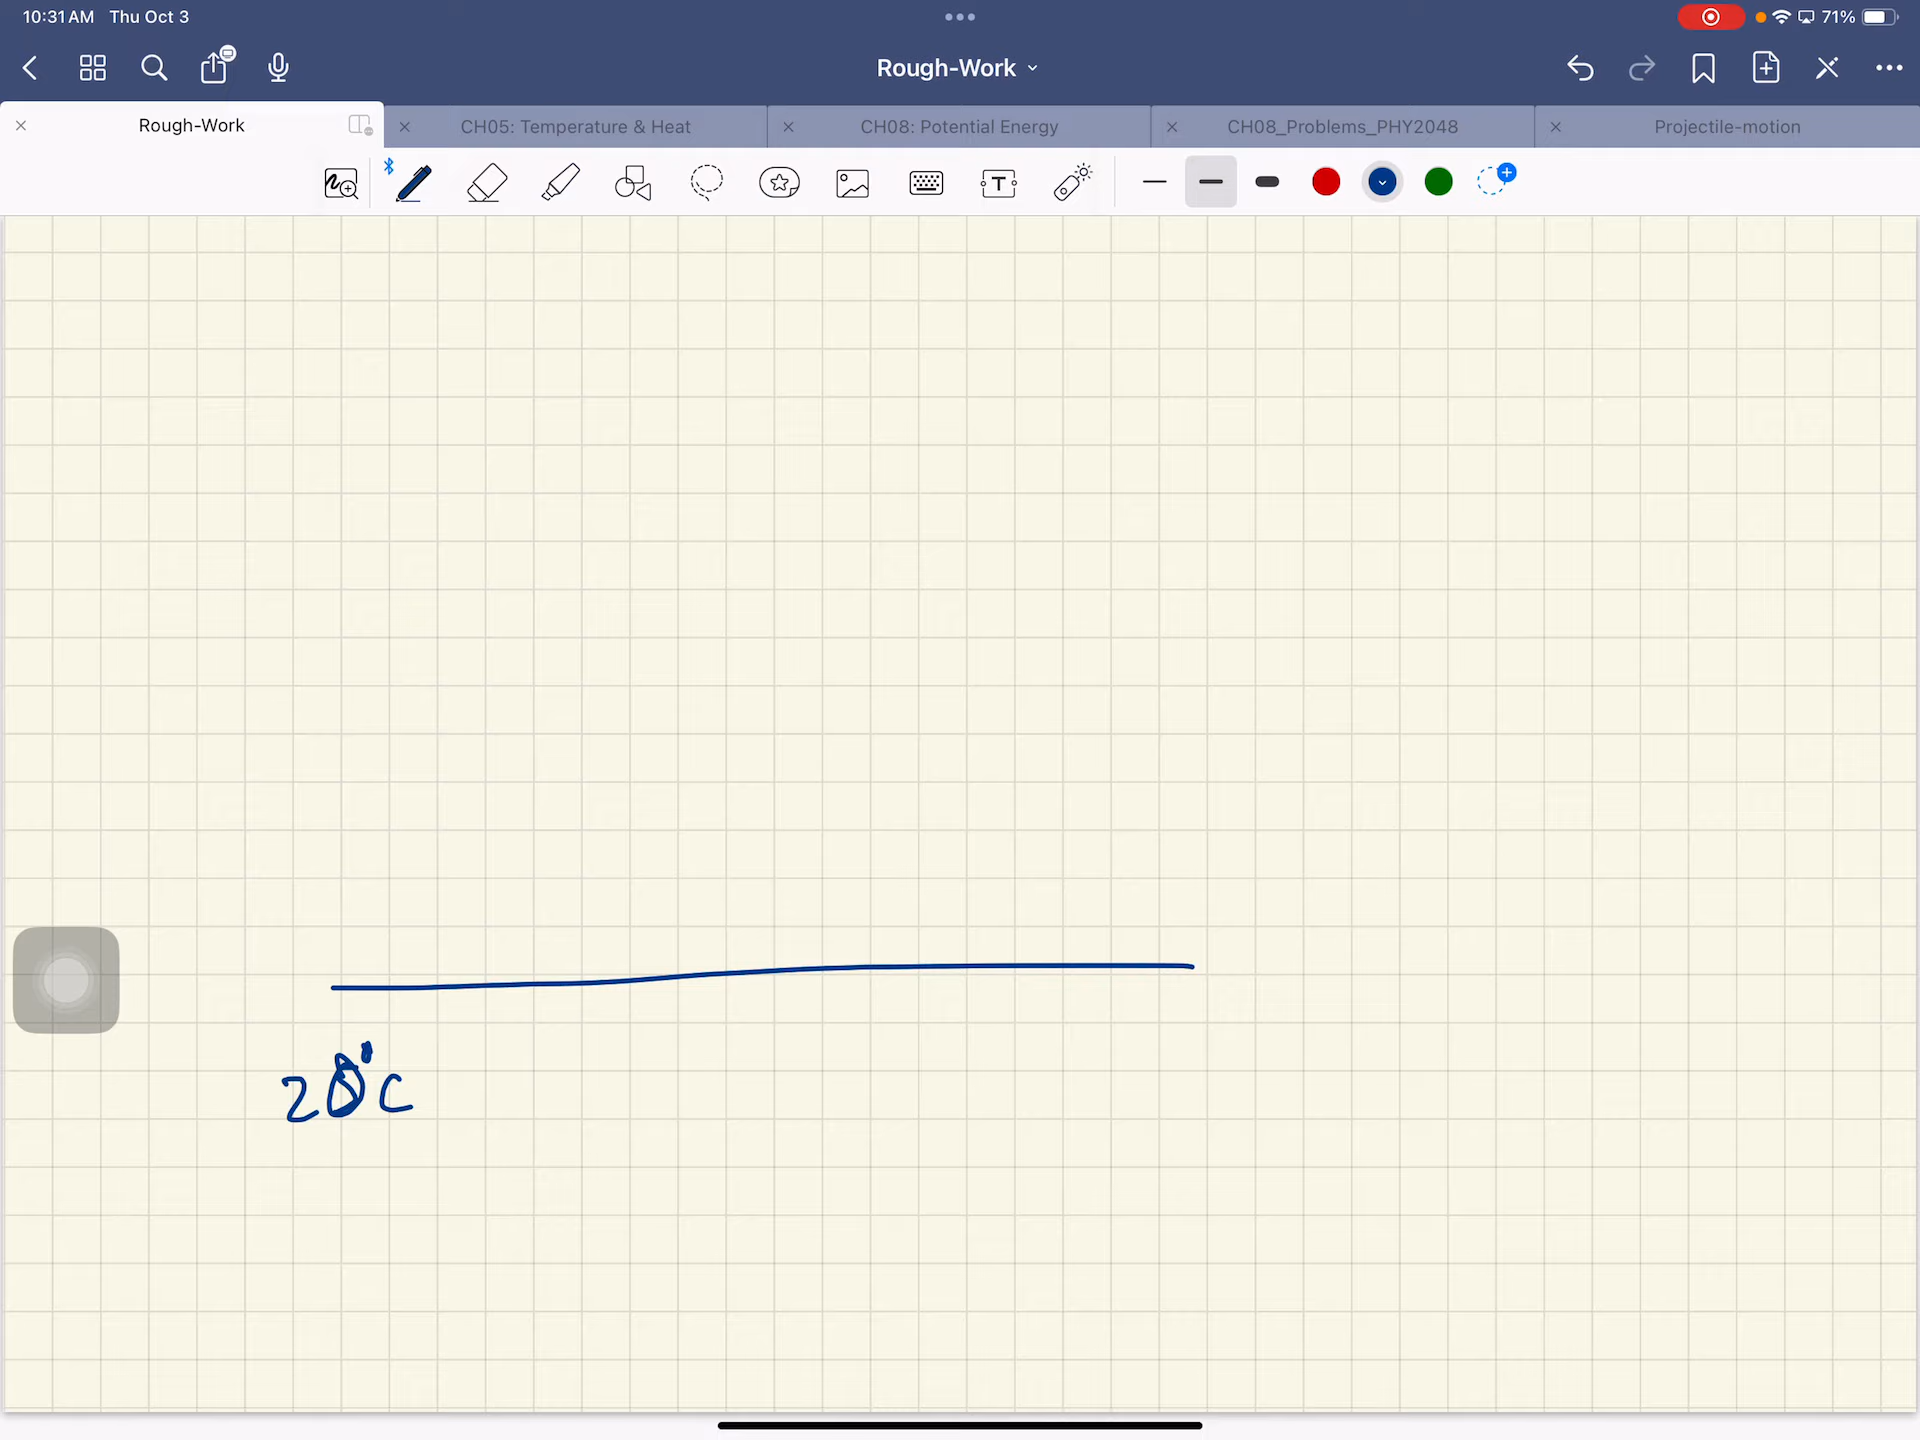 10:31 AM Thu Oct 3
71%
Rough-Work
Rough-Work
CH05: Temperature & Heat
CH08: Potential Energy
CH08_Problems_PHY2048
Projectile-motion
T
20°C